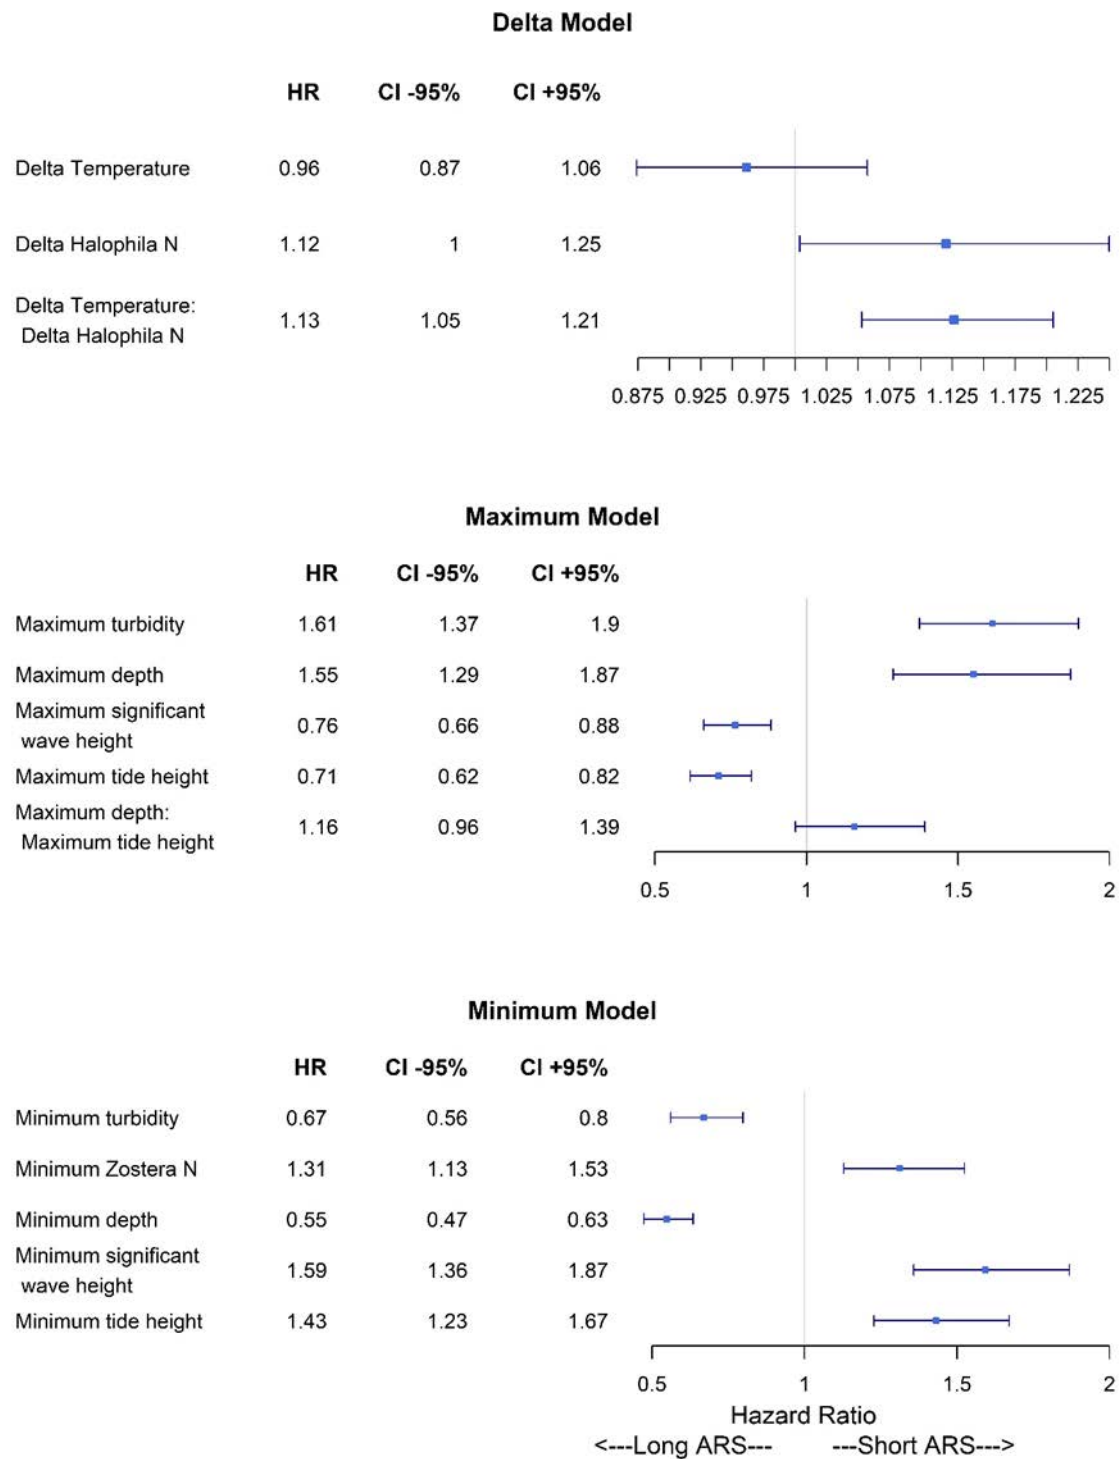 Delta Model
HR CI -95% CI +95%
Delta Temperature 0.96 0.87 1.06
Delta Halophila N 1.12 1 1.25
Delta Temperature:
Delta Halophila N 1.13 1.05 1.21
0.875 0.925 0.975 1.025 1.075 1.125 1.175 1.225
Maximum Model
HR CI -95% CI +95%
Maximum turbidity 1.61 1.37 1.9
Maximum depth 1.55 1.29 1.87
Maximum significant
wave height 0.76 0.66 0.88
Maximum tide height 0.71 0.62 0.82
Maximum depth:
Maximum tide height 1.16 0.96 1.39
0.5 1 1.5 2
Minimum Model
HR CI -95% CI +95%
Minimum turbidity 0.67 0.56 0.8
Minimum Zostera N 1.31 1.13 1.53
Minimum depth 0.55 0.47 0.63
Minimum significant
wave height 1.59 1.36 1.87
Minimum tide height 1.43 1.23 1.67
0.5 1 1.5 2
Hazard Ratio
<---Long ARS--- ---Short ARS--->